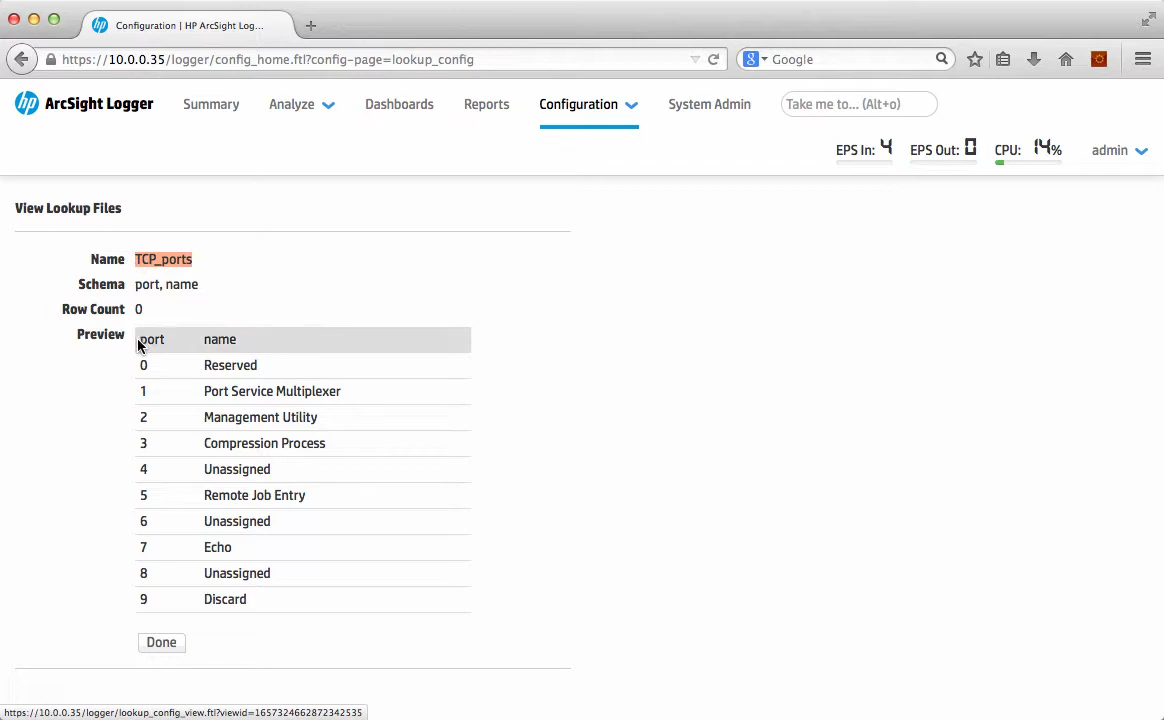 Configuration | HP ArcSight Log...
https://10.0.0.35/logger/config_home.ftl?config-page=lookup_config
Google
hp ArcSight Logger
Summary
Analyze
Dashboards
Reports
Configuration
System Admin
Take me to... (Alt+o)
EPS In: 4
EPS Out: 0
CPU: 14%
admin
View Lookup Files
Name TCP_ports
Schema port, name
Row Count 0
Preview
port name
0 Reserved
1 Port Service Multiplexer
2 Management Utility
3 Compression Process
4 Unassigned
5 Remote Job Entry
6 Unassigned
7 Echo
8 Unassigned
9 Discard
Done
https://10.0.0.35/logger/lookup_config_view.ftl?viewid=1657324662872342535